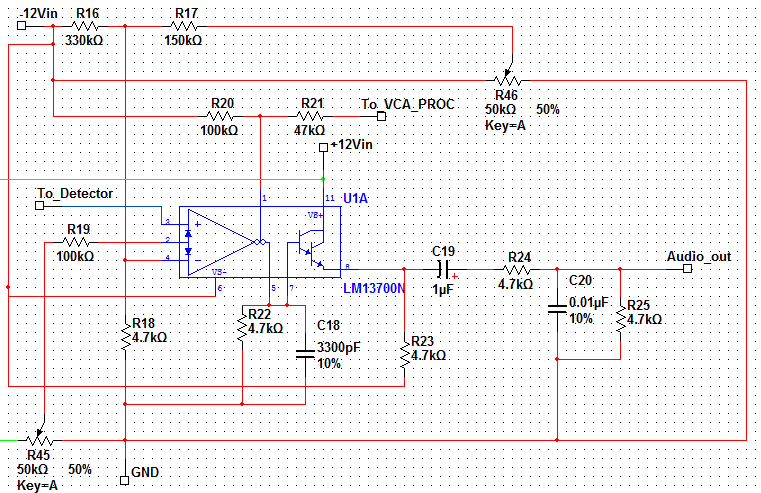 -12Vin
R16
330kΩ
R17
150kΩ
R46
50kΩ 50%
Key=A
R20
100kΩ
R21
47kΩ
To_VCA_PROC
+12Vin
To_Detector
1
11
U1A
VS+
3
+
2
4
−
VS-
6
5
7
8
LM13700N
R19
100kΩ
C19
+
1µF
R24
4.7kΩ
Audio_out
C20
0.01µF
10%
R25
4.7kΩ
R18
4.7kΩ
R22
4.7kΩ
C18
3300pF
10%
R23
4.7kΩ
R45
50kΩ 50%
Key=A
GND